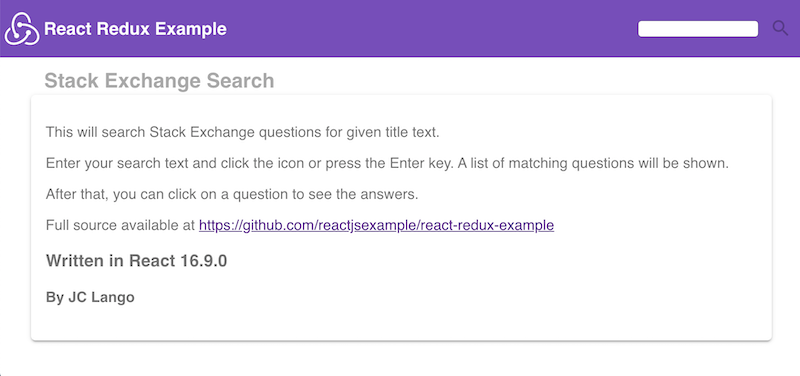 React Redux Example
Stack Exchange Search
This will search Stack Exchange questions for given title text.
Enter your search text and click the icon or press the Enter key. A list of matching questions will be shown.
After that, you can click on a question to see the answers.
Full source available at https://github.com/reactjsexample/react-redux-example
Written in React 16.9.0
By JC Lango